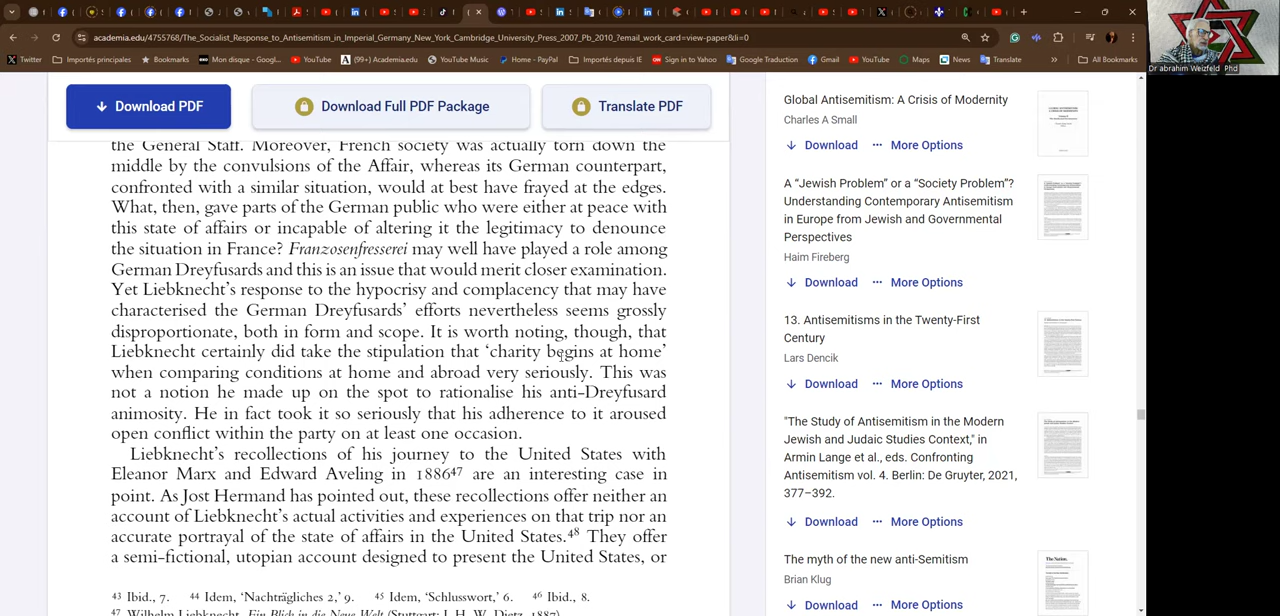 academia.edu/4755768/The_Socialist_Response_to_Antisemitism_in_Imperial_Germany_New_York_Cambridge_University_Press_2007_Pb_2010_?email_work_card=view-paper&li=0
Twitter Importés principales Bookmarks Mon disque - Googl... YouTube (99+) Academia.edu YouTube Music Home - PayPal Importés depuis IE Google Traduction Sign in to Yahoo Facebook Gmail YouTube Maps News Translate All Bookmarks
Dr abrahim Weizfeld Phd
Download PDF Download Full PDF Package Translate PDF
the General Staff. Moreover, French society was actually torn down the
middle by the convulsions of the Affair, whereas its German counterpart,
confronted with a similar situation, would at best have frayed at the edges.
What, then, gave parts of the German public who were either at peace with
this state of affairs or incapable of altering it the legitimacy to denounce
the situation in France? Franzosenfresserei may well have played a role among
German Dreyfusards and this is an issue that would merit closer examination.
Yet Liebknecht's response to the hypocrisy and complacency that may have
characterised the German Dreyfusards' efforts nevertheless seems grossly
disproportionate, both in form and scope. It is worth noting, though, that
Liebknecht certainly did take the stipulation that 'charity begins at home'
when comparing conditions at home and abroad very seriously. This was
not a notion he made up on the spot to rationalise his anti-Dreyfusard
animosity. He in fact took it so seriously that his adherence to it aroused
open conflict within the party on at least one occasion.
Liebknecht's recollections of his journey to the United States with
Eleanor Marx and Edward Aveling in 1886⁴⁷ are an interesting case in
point. As Jost Hermand has pointed out, these recollections offer neither an
account of Liebknecht's actual activities and experiences on that trip nor an
accurate portrayal of the state of affairs in the United States.⁴⁸ They offer
a semi-fictional, utopian account designed to present the United States, or
43 Ibid., 7. 44 Idem, 'Nachträgliches', 2. 45 Idem, 46 Ibid., 8.
47 Wilhelm Liebknecht,
Global Antisemitism: A Crisis of Modernity
Charles A Small
Download More Options
A “Jewish Problem” or a “Society Problem”?
Understanding Contemporary Antisemitism
in Europe from Jewish and Governmental
Perspectives
Haim Fireberg
Download More Options
13. Antisemitisms in the Twenty-First
Century
Lars Dencik
Download More Options
"The Study of Antisemitism in the Modern
Jewish and Judaic Studies Context," in
Armin Lange et al., eds. Confronting
Antisemitism vol. 4. Berlin: De Gruyter, 2021,
377–392.
Download More Options
The myth of the new anti-Semitism
Brian Klug
Download More Options